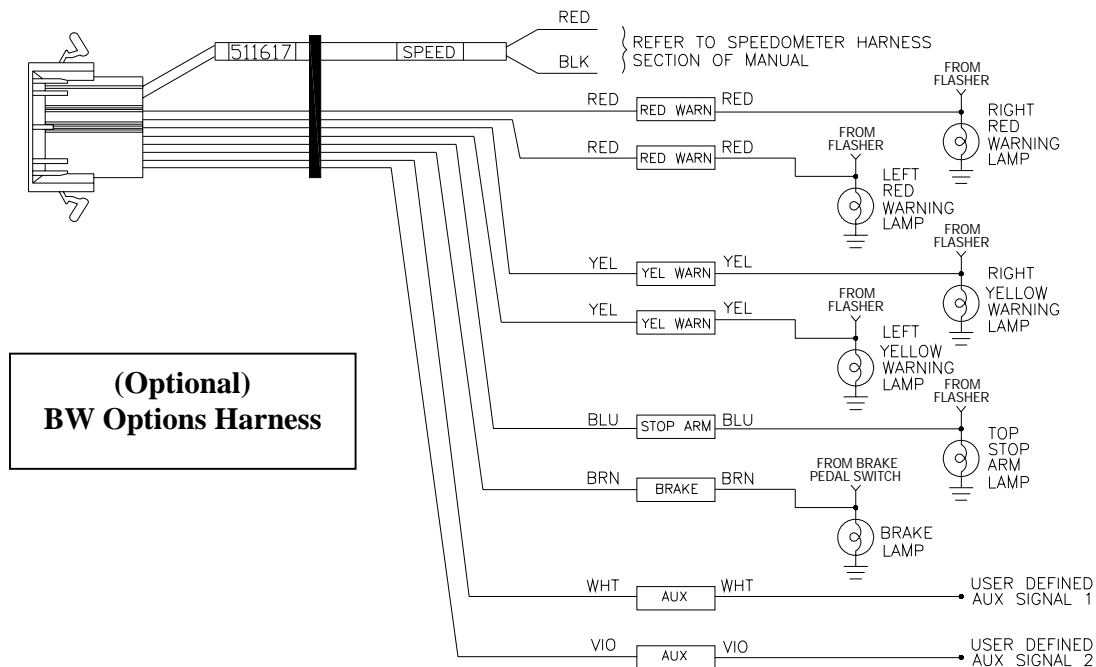 RED
511617 SPEED
BLK
REFER TO SPEEDOMETER HARNESS
SECTION OF MANUAL
FROM
FLASHER
RED RED WARN RED
RIGHT
RED
WARNING
LAMP
FROM
FLASHER
RED RED WARN RED
LEFT
RED
WARNING
LAMP
FROM
FLASHER
YEL YEL WARN YEL
RIGHT
YELLOW
WARNING
LAMP
FROM
FLASHER
YEL YEL WARN YEL
LEFT
YELLOW
WARNING
LAMP
(Optional)
BW Options Harness
FROM
FLASHER
BLU STOP ARM BLU
TOP
STOP
ARM
LAMP
FROM BRAKE
PEDAL SWITCH
BRN BRAKE BRN
BRAKE
LAMP
WHT AUX WHT
USER DEFINED
AUX SIGNAL 1
VIO AUX VIO
USER DEFINED
AUX SIGNAL 2